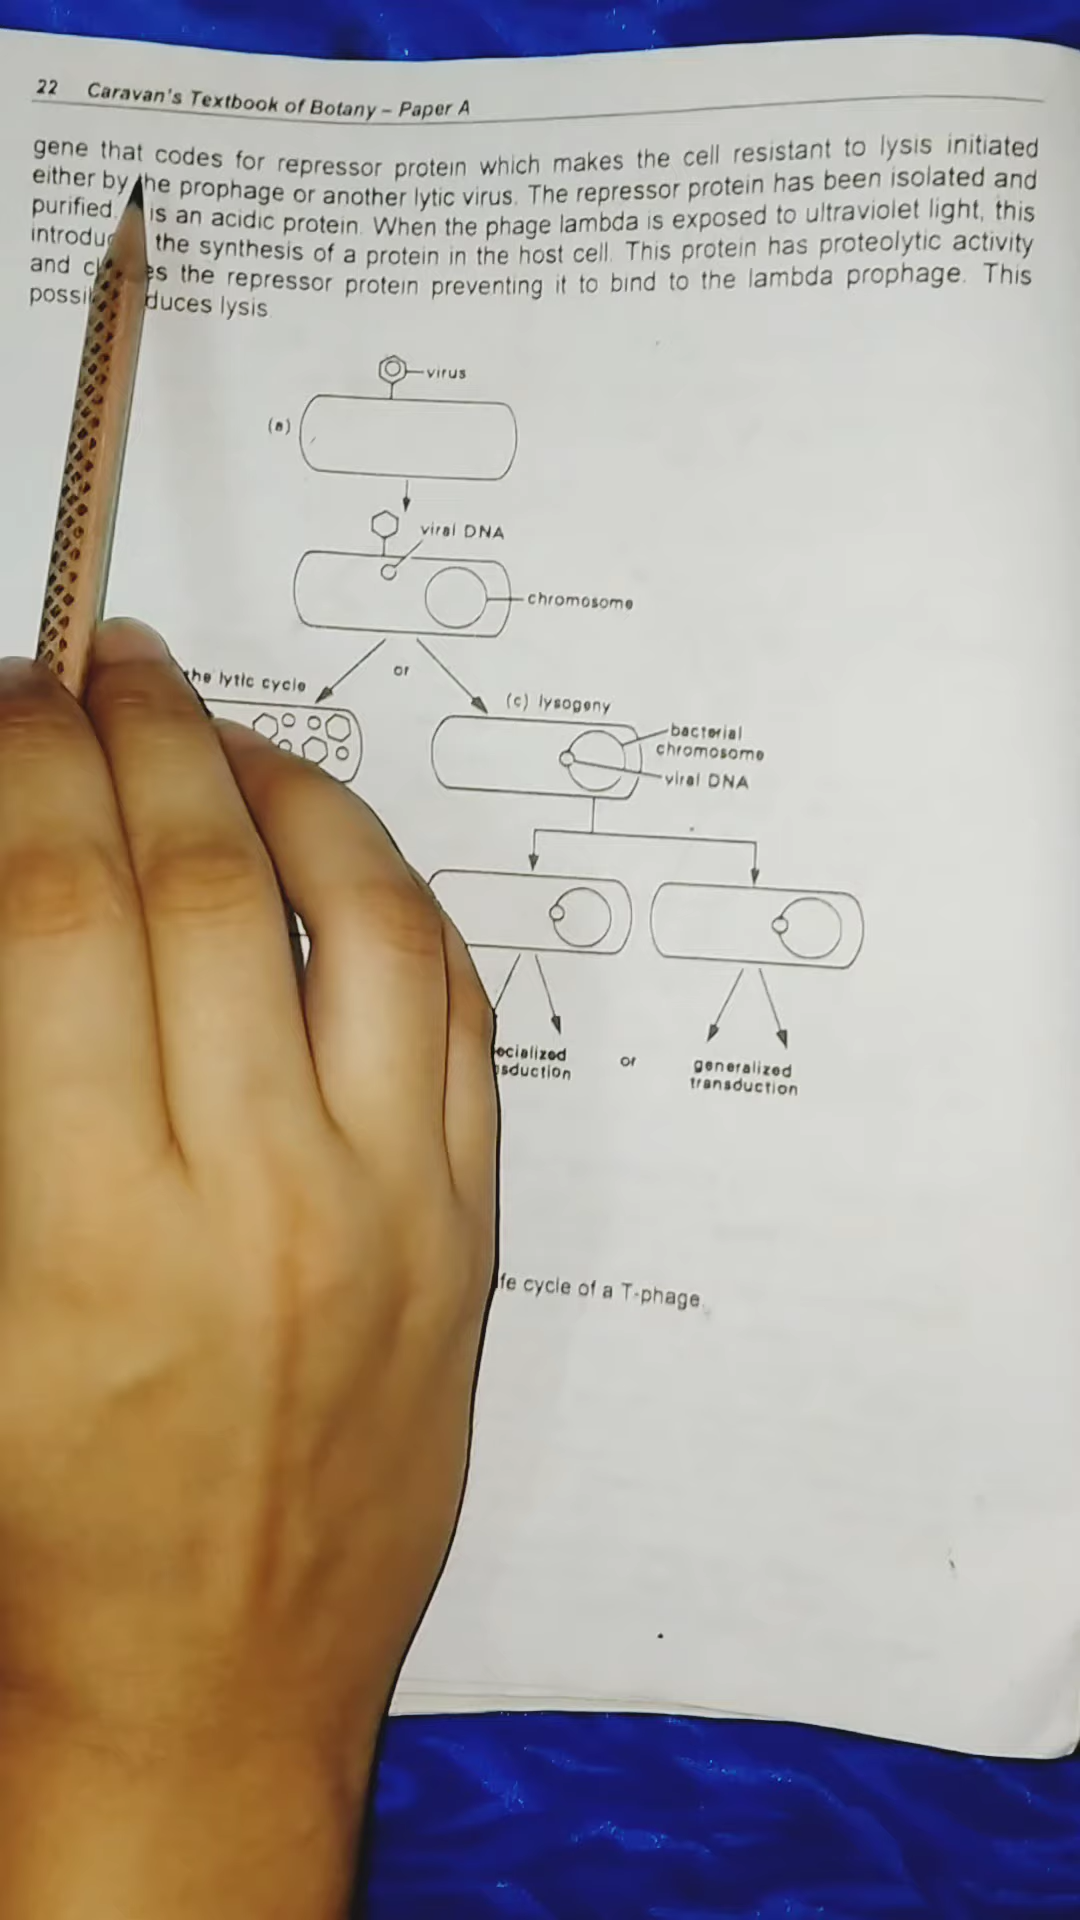 22 Caravan's Textbook of Botany – Paper A
gene that codes for repressor protein which makes the cell resistant to lysis initiated
either by the prophage or another lytic virus. The repressor protein has been isolated and
purified. is an acidic protein. When the phage lambda is exposed to ultraviolet light, this
the synthesis of a protein in the host cell. This protein has proteolytic activity
and the repressor protein preventing it to bind to the lambda prophage. This
lysis
virus
(a)
viral DNA
chromosome
or
the lytic cycle
(c) lysogeny
bacterial
chromosome
viral DNA
or
generalized
transduction
cycle of a T-phage.